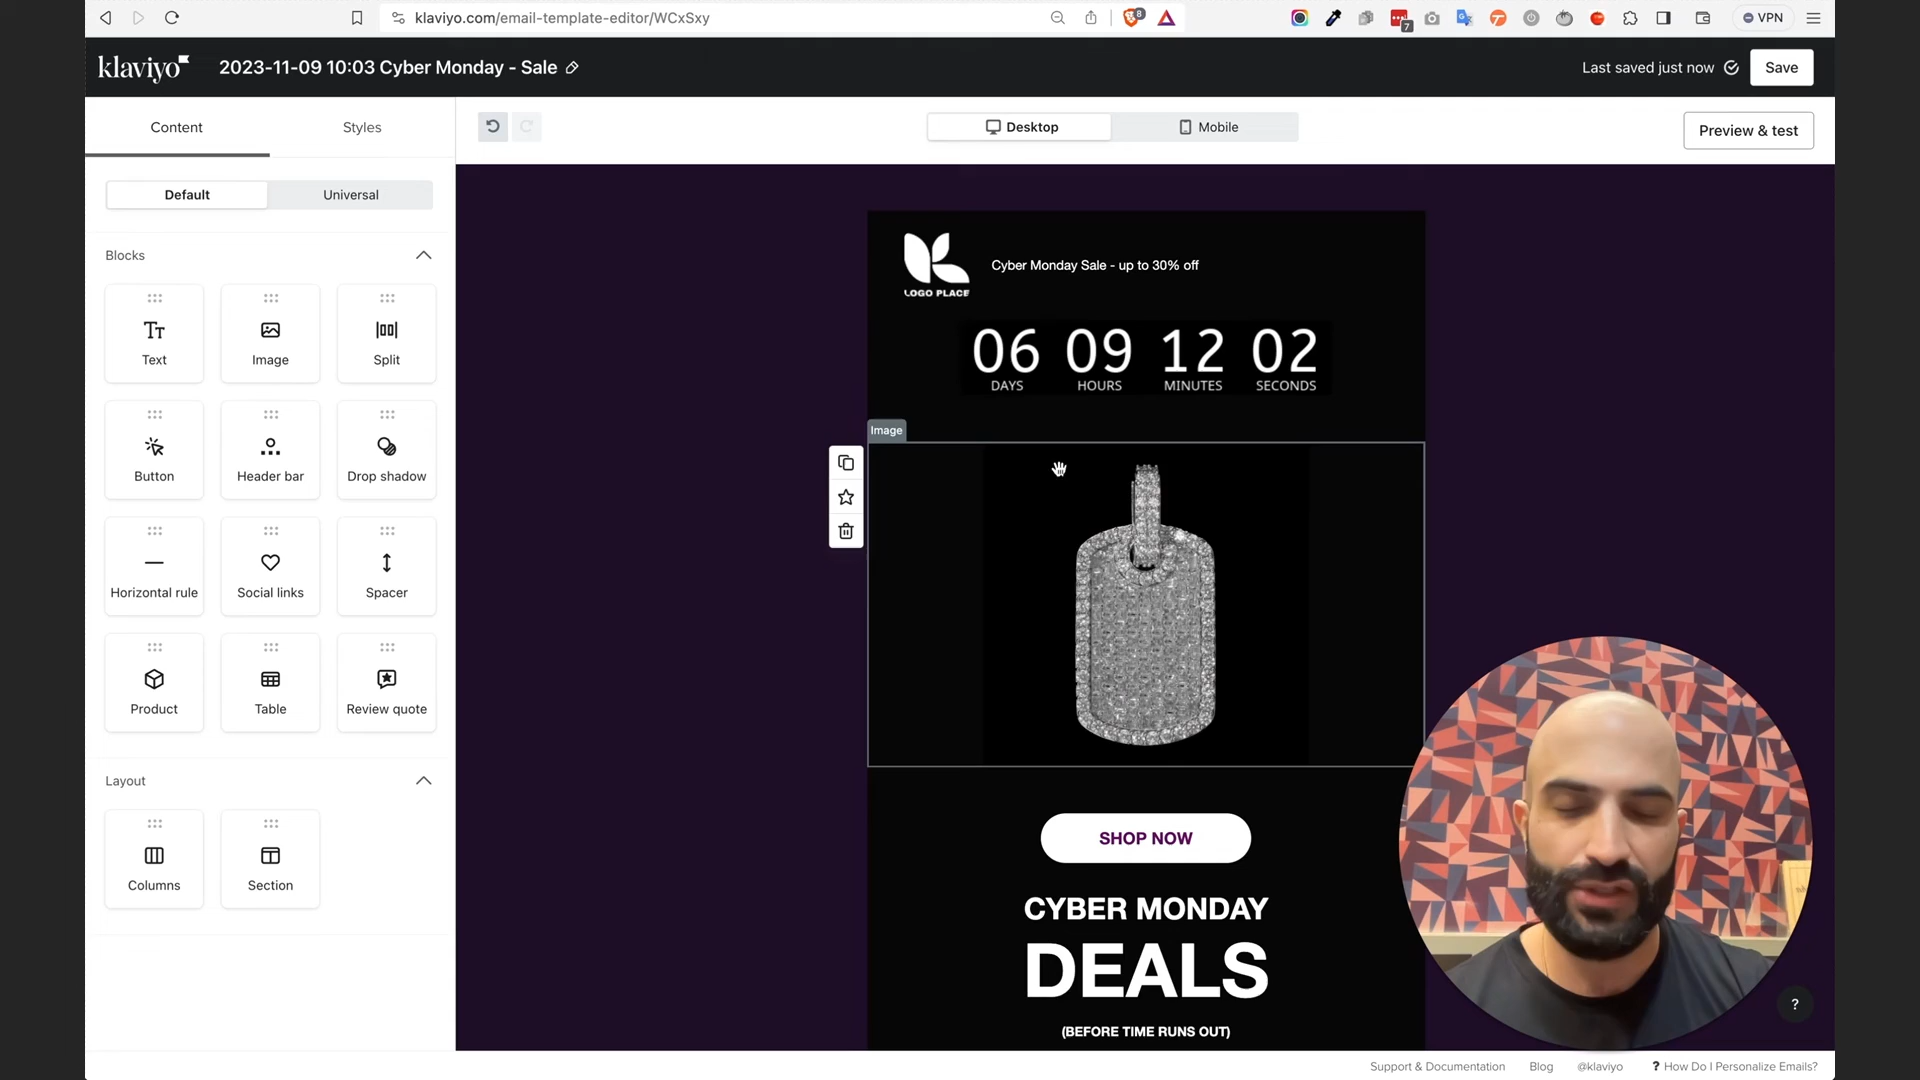 klaviyo.com/email-template-editor/WCxSxy
8
7
VPN
klaviyo
2023-11-09 10:03 Cyber Monday - Sale
Last saved just now
Save
Content
Styles
Desktop
Mobile
Preview & test
Default
Universal
Blocks
Text
Image
Split
Button
Header bar
Drop shadow
Horizontal rule
Social links
Spacer
Product
Table
Review quote
Layout
Columns
Section
LOGO PLACE
Cyber Monday Sale - up to 30% off
06 09 12 02
DAYS HOURS MINUTES SECONDS
Image
SHOP NOW
CYBER MONDAY
DEALS
(BEFORE TIME RUNS OUT)
?
Support & Documentation
Blog
@klaviyo
? How Do I Personalize Emails?